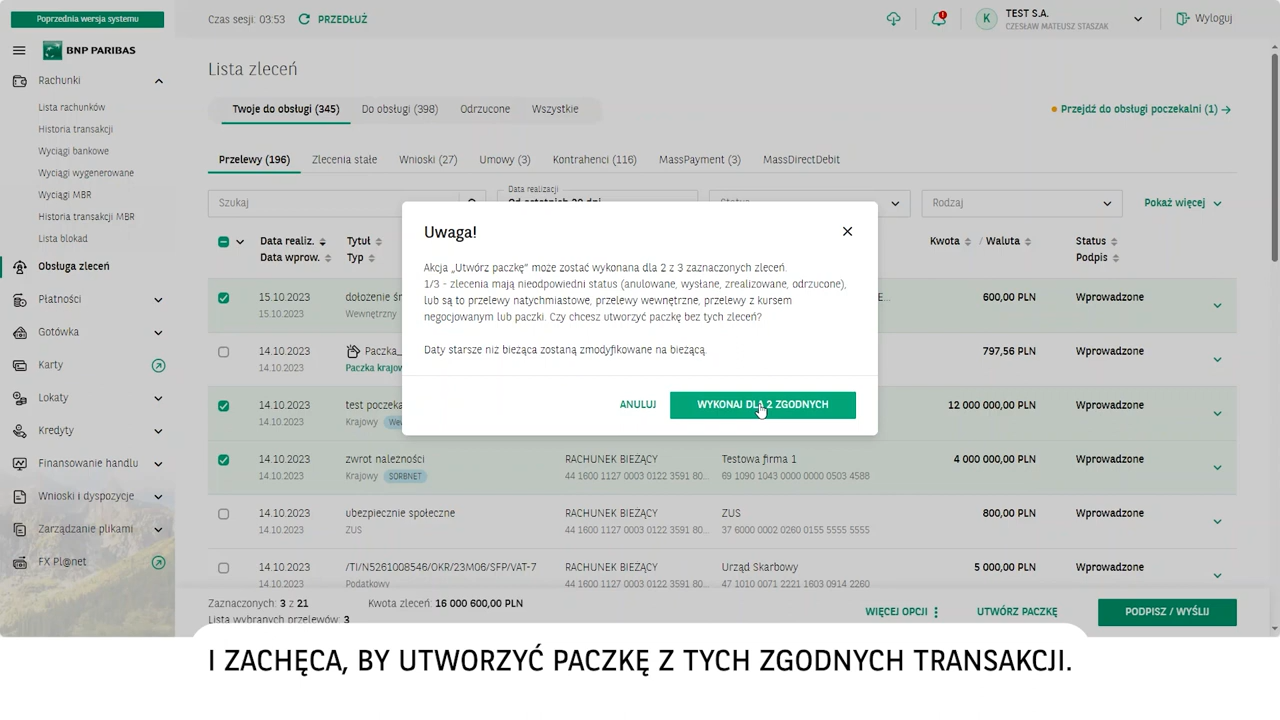 Poprzednia wersja systemu
Czas sesji: 03:53
PRZEDŁUŻ
K
TEST S.A.
CZESŁAW MATEUSZ STASZAK
Wyloguj
BNP PARIBAS
Rachunki
Lista rachunków
Historia transakcji
Wyciągi bankowe
Wyciągi wygenerowane
Wyciągi MBR
Historia transakcji MBR
Lista blokad
Obsługa zleceń
Płatności
Gotówka
Karty
Lokaty
Kredyty
Finansowanie handlu
Wnioski i dyspozycje
Zarządzanie plikami
FX Pl@net
Lista zleceń
Twoje do obsługi (345)
Do obsługi (398)
Odrzucone
Wszystkie
Przejdź do obsługi poczekalni (1)
Przelewy (196)
Zlecenia stałe
Wnioski (27)
Umowy (3)
Kontrahenci (116)
MassPayment (3)
MassDirectDebit
Szukaj
Data realizacji
Rodzaj
Pokaż więcej
Data realiz.
Data wprow.
Tytuł
Typ
Kwota / Waluta
Status
Podpis
15.10.2023
15.10.2023
dołożenie śr
Wewnętrzny
E...
600,00 PLN
Wprowadzone
14.10.2023
14.10.2023
Paczka_
Paczka krajow
797,56 PLN
Wprowadzone
14.10.2023
14.10.2023
test poczeka
Krajowy
12 000 000,00 PLN
Wprowadzone
14.10.2023
14.10.2023
zwrot należności
Krajowy SORBNET
RACHUNEK BIEŻĄCY
44 1600 1127 0003 0122 3591 80...
Testowa firma 1
69 1090 1043 0000 0000 0503 4588
4 000 000,00 PLN
Wprowadzone
14.10.2023
14.10.2023
ubezpiecznie społeczne
ZUS
RACHUNEK BIEŻĄCY
44 1600 1127 0003 0122 3591 80...
ZUS
37 6000 0002 0260 0155 5555 5555
800,00 PLN
Wprowadzone
14.10.2023
14.10.2023
/TI/N5261008546/OKR/23M06/SFP/VAT-7
Podatkowy
RACHUNEK BIEŻĄCY
44 1600 1127 0003 0122 3591 80...
Urząd Skarbowy
47 1010 0071 2221 1603 0914 2260
5 000,00 PLN
Wprowadzone
Uwaga!
Akcja „Utwórz paczkę” może zostać wykonana dla 2 z 3 zaznaczonych zleceń.
1/3 - zlecenia mają nieodpowiedni status (anulowane, wysłane, zrealizowane, odrzucone),
lub są to przelewy natychmiastowe, przelewy wewnętrzne, przelewy z kursem
negocjowanym lub paczki. Czy chcesz utworzyć paczkę bez tych zleceń?
Daty starsze niż bieżąca zostaną zmodyfikowane na bieżącą.
ANULUJ
WYKONAJ DLA 2 ZGODNYCH
Zaznaczonych: 3 z 21
Kwota zleceń: 16 000 600,00 PLN
Lista wybranych przelewów: 3
WIĘCEJ OPCJI
UTWÓRZ PACZKĘ
PODPISZ / WYŚLIJ
I ZACHĘCA, BY UTWORZYĆ PACZKĘ Z TYCH ZGODNYCH TRANSAKCJI.